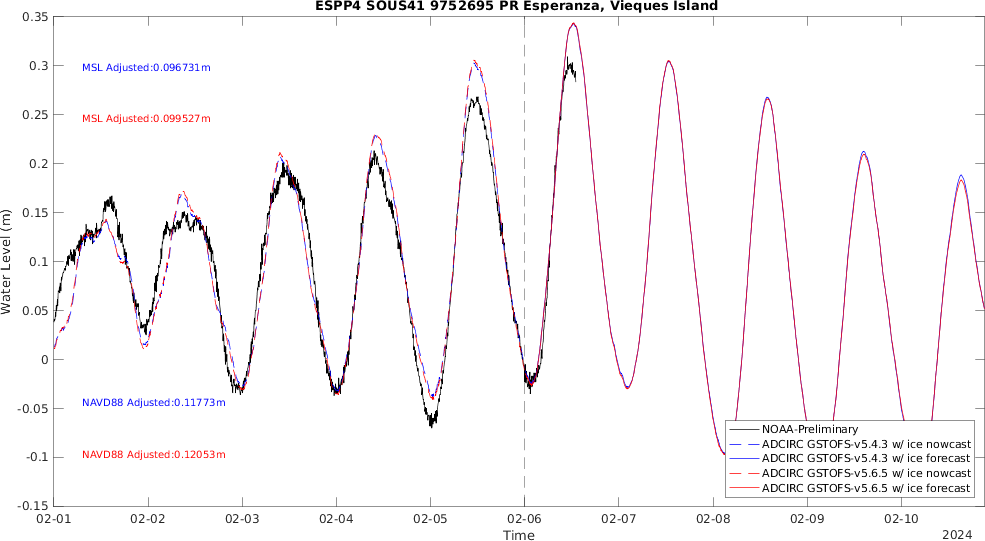 ESPP4 SOUS41 9752695 PR Esperanza, Vieques Island
0.35
0.3
0.25
0.2
0.15
0.1
0.05
0
-0.05
-0.1
-0.15
Water Level (m)
MSL Adjusted:0.096731m
MSL Adjusted:0.099527m
NAVD88 Adjusted:0.11773m
NAVD88 Adjusted:0.12053m
NOAA-Preliminary
ADCIRC GSTOFS-v5.4.3 w/ ice nowcast
ADCIRC GSTOFS-v5.4.3 w/ ice forecast
ADCIRC GSTOFS-v5.6.5 w/ ice nowcast
ADCIRC GSTOFS-v5.6.5 w/ ice forecast
02-01 02-02 02-03 02-04 02-05 02-06 02-07 02-08 02-09 02-10
Time
2024